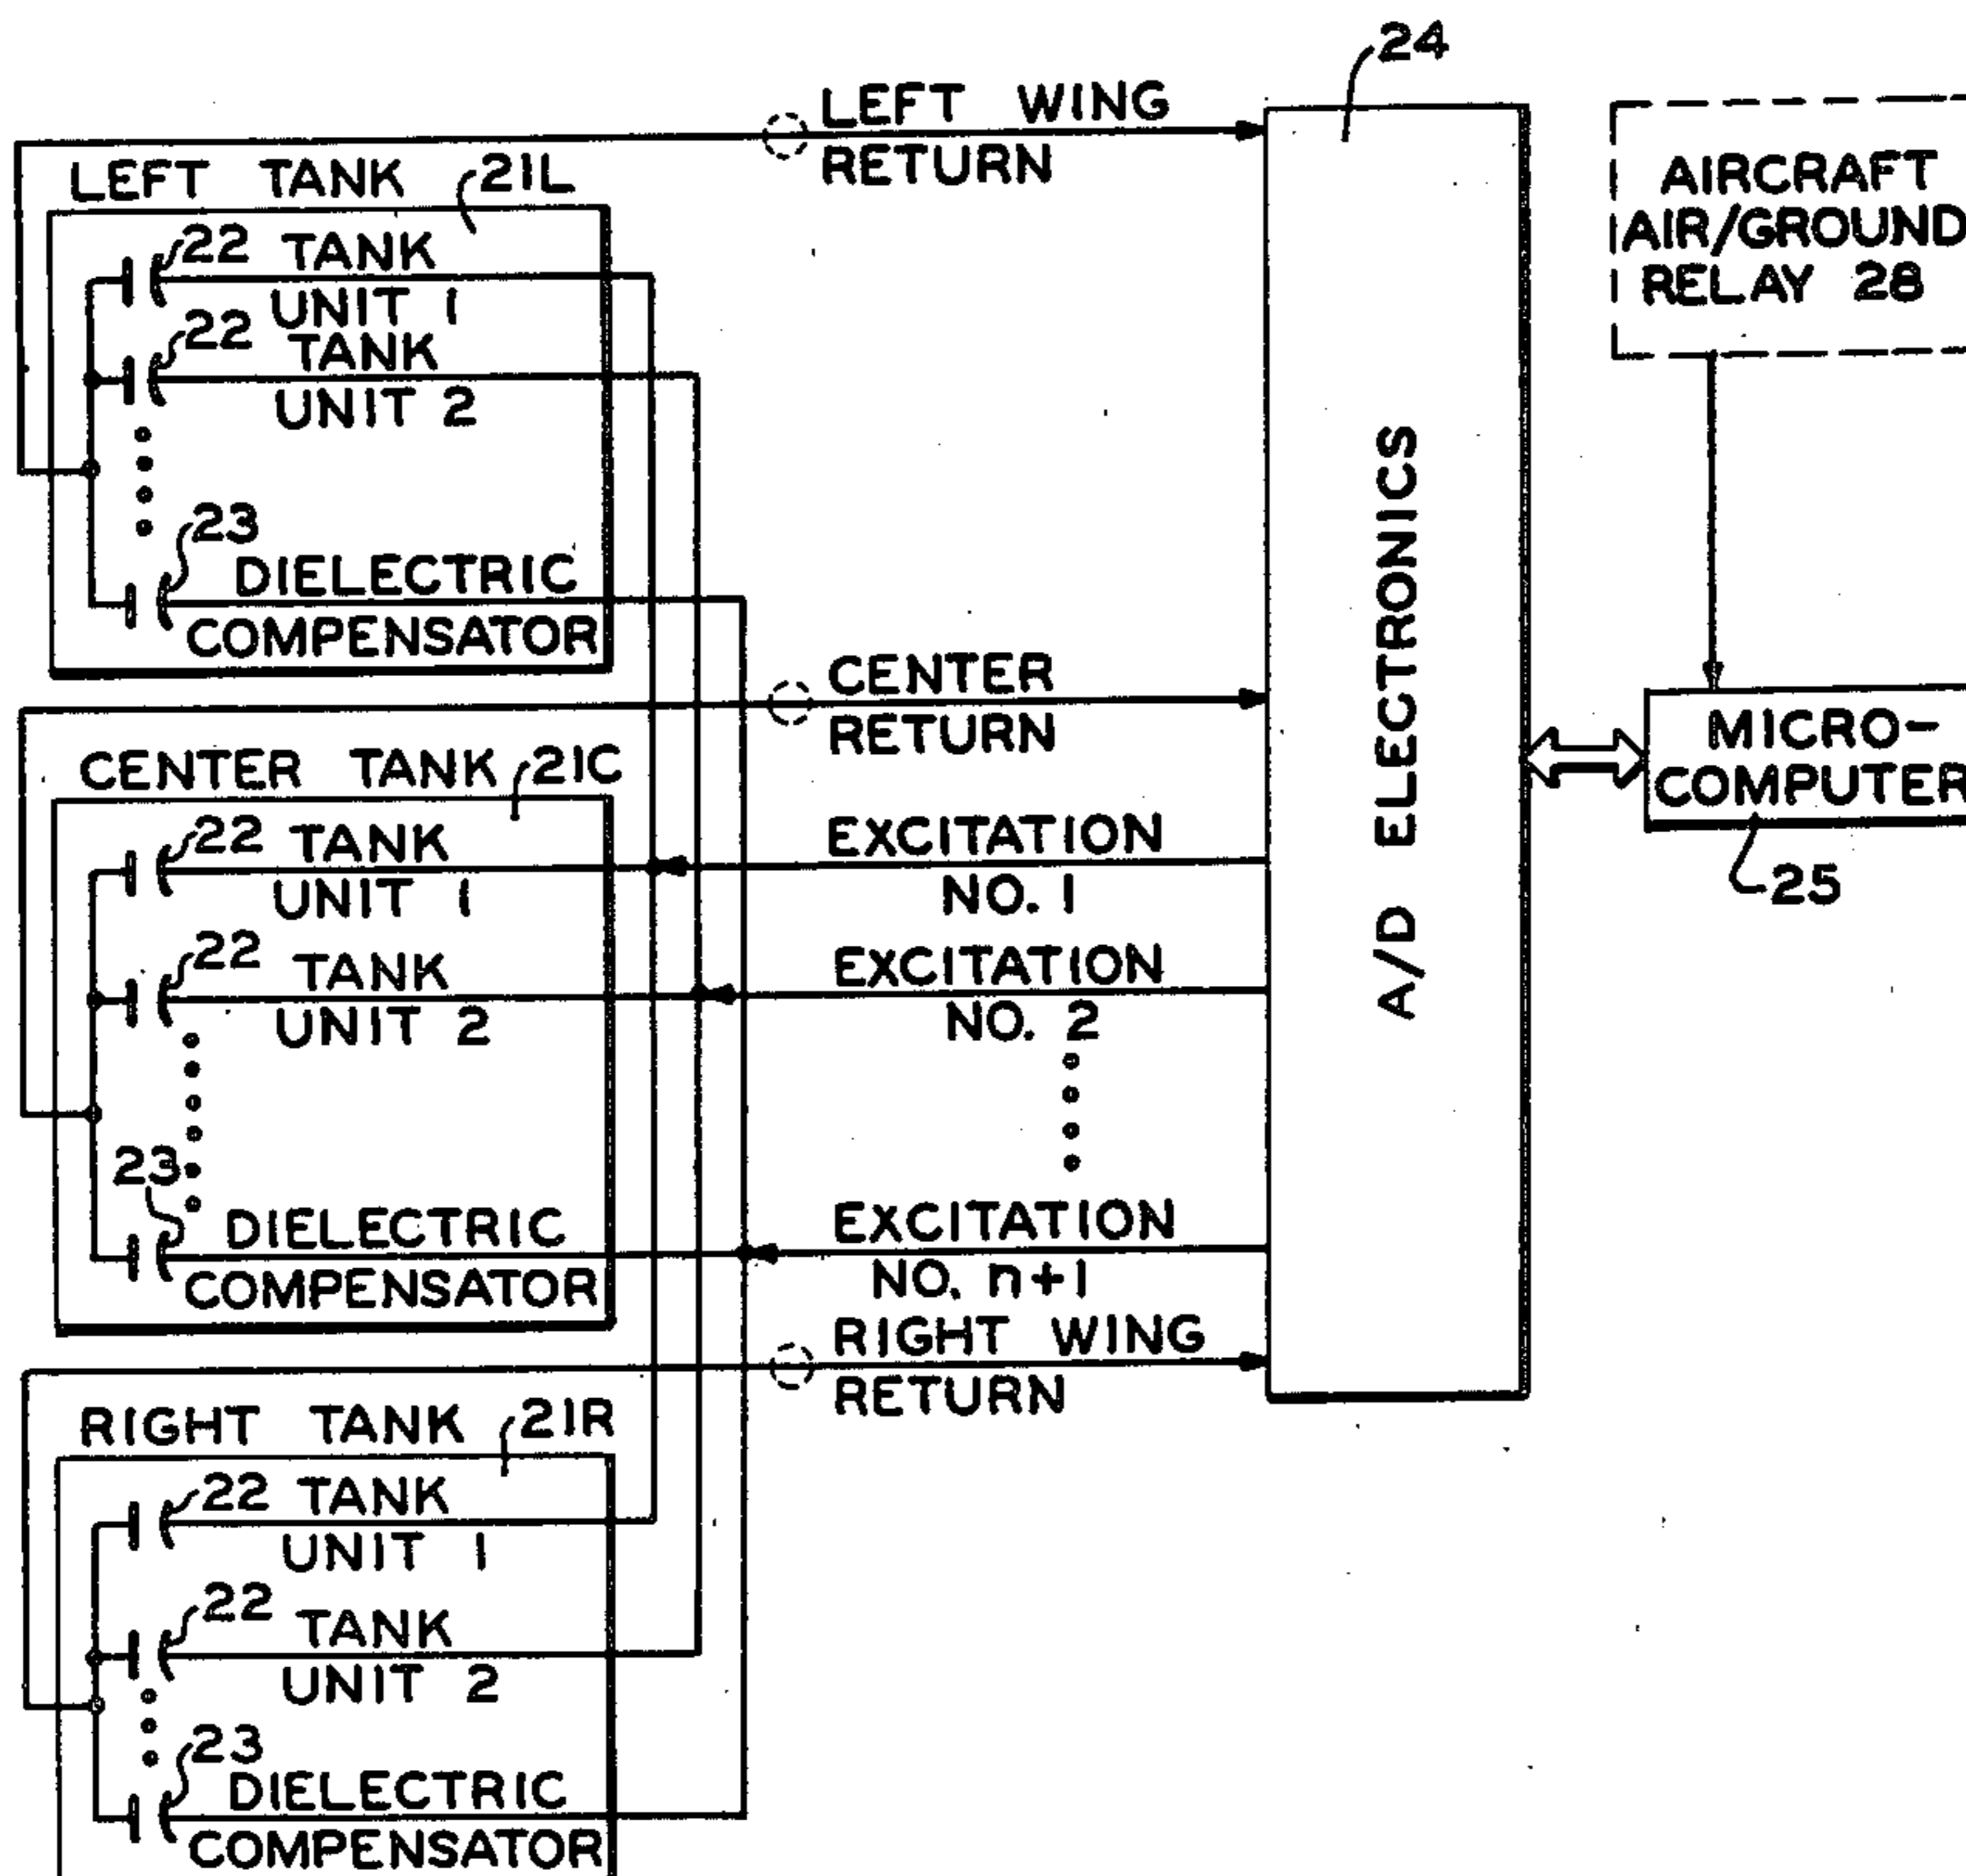 24
LEFT WING
RETURN
LEFT TANK 21L
22 TANK
UNIT 1
22 TANK
UNIT 2
23
DIELECTRIC
COMPENSATOR
AIRCRAFT
AIR/GROUND
RELAY 28
A/D ELECTRONICS
MICRO-
COMPUTER
25
CENTER
RETURN
CENTER TANK 21C
22 TANK
UNIT 1
EXCITATION
NO. 1
22 TANK
UNIT 2
EXCITATION
NO. 2
23
DIELECTRIC
COMPENSATOR
EXCITATION
NO. n+1
RIGHT WING
RETURN
RIGHT TANK 21R
22 TANK
UNIT 1
22 TANK
UNIT 2
23
DIELECTRIC
COMPENSATOR